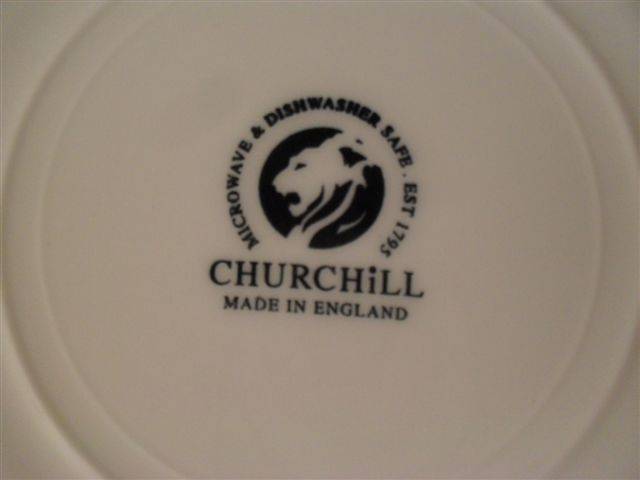 MICROWAVE & DISHWASHER SAFE . EST 1795
CHURCHiLL
MADE IN ENGLAND